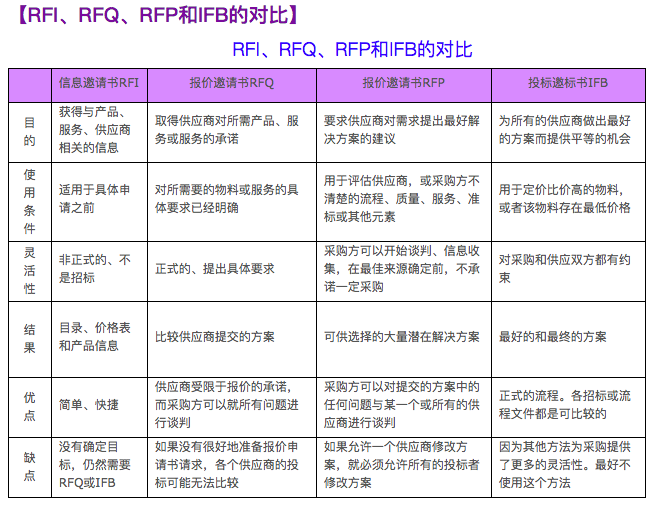 【RFI、RFQ、RFP和IFB的对比】
RFI、RFQ、RFP和IFB的对比
信息邀请书RFI
报价邀请书RFQ
报价邀请书RFP
投标邀标书IFB
目
的
获得与产品、
服务、供应商
相关的信息
取得供应商对所需产品、服
务或服务的承诺
要求供应商对需求提出最好解
决方案的建议
为所有的供应商做出最好
的方案而提供平等的机会
使
用
条
件
适用于具体申
请之前
对所需要的物料或服务的具
体要求已经明确
用于评估供应商，或采购方不
清楚的流程、质量、服务、准
标或其他元素
用于定价比价高的物料，
或者该物料存在最低价格
灵
活
性
非正式的、不
是招标
正式的、提出具体要求
采购方可以开始谈判、信息收
集，在最佳来源确定前，不承
诺一定采购
对采购和供应双方都有约
束
结
果
目录、价格表
和产品信息
比较供应商提交的方案
可供选择的大量潜在解决方案
最好的和最终的方案
优
点
简单、快捷
供应商受限于报价的承诺，
而采购方可以就所有问题进
行谈判
采购方可以对提交的方案中的
任何问题与某一个或所有的供
应商进行谈判
正式的流程。各招标或流
程文件都是可比较的
缺
点
没有确定目
标，仍然需要
RFQ或IFB
如果没有很好地准备报价申
请书请求，各个供应商的投
标可能无法比较
如果允许一个供应商修改方
案，就必须允许所有的投标者
修改方案
因为其他方法为采购提供
了更多的灵活性。最好不
使用这个方法